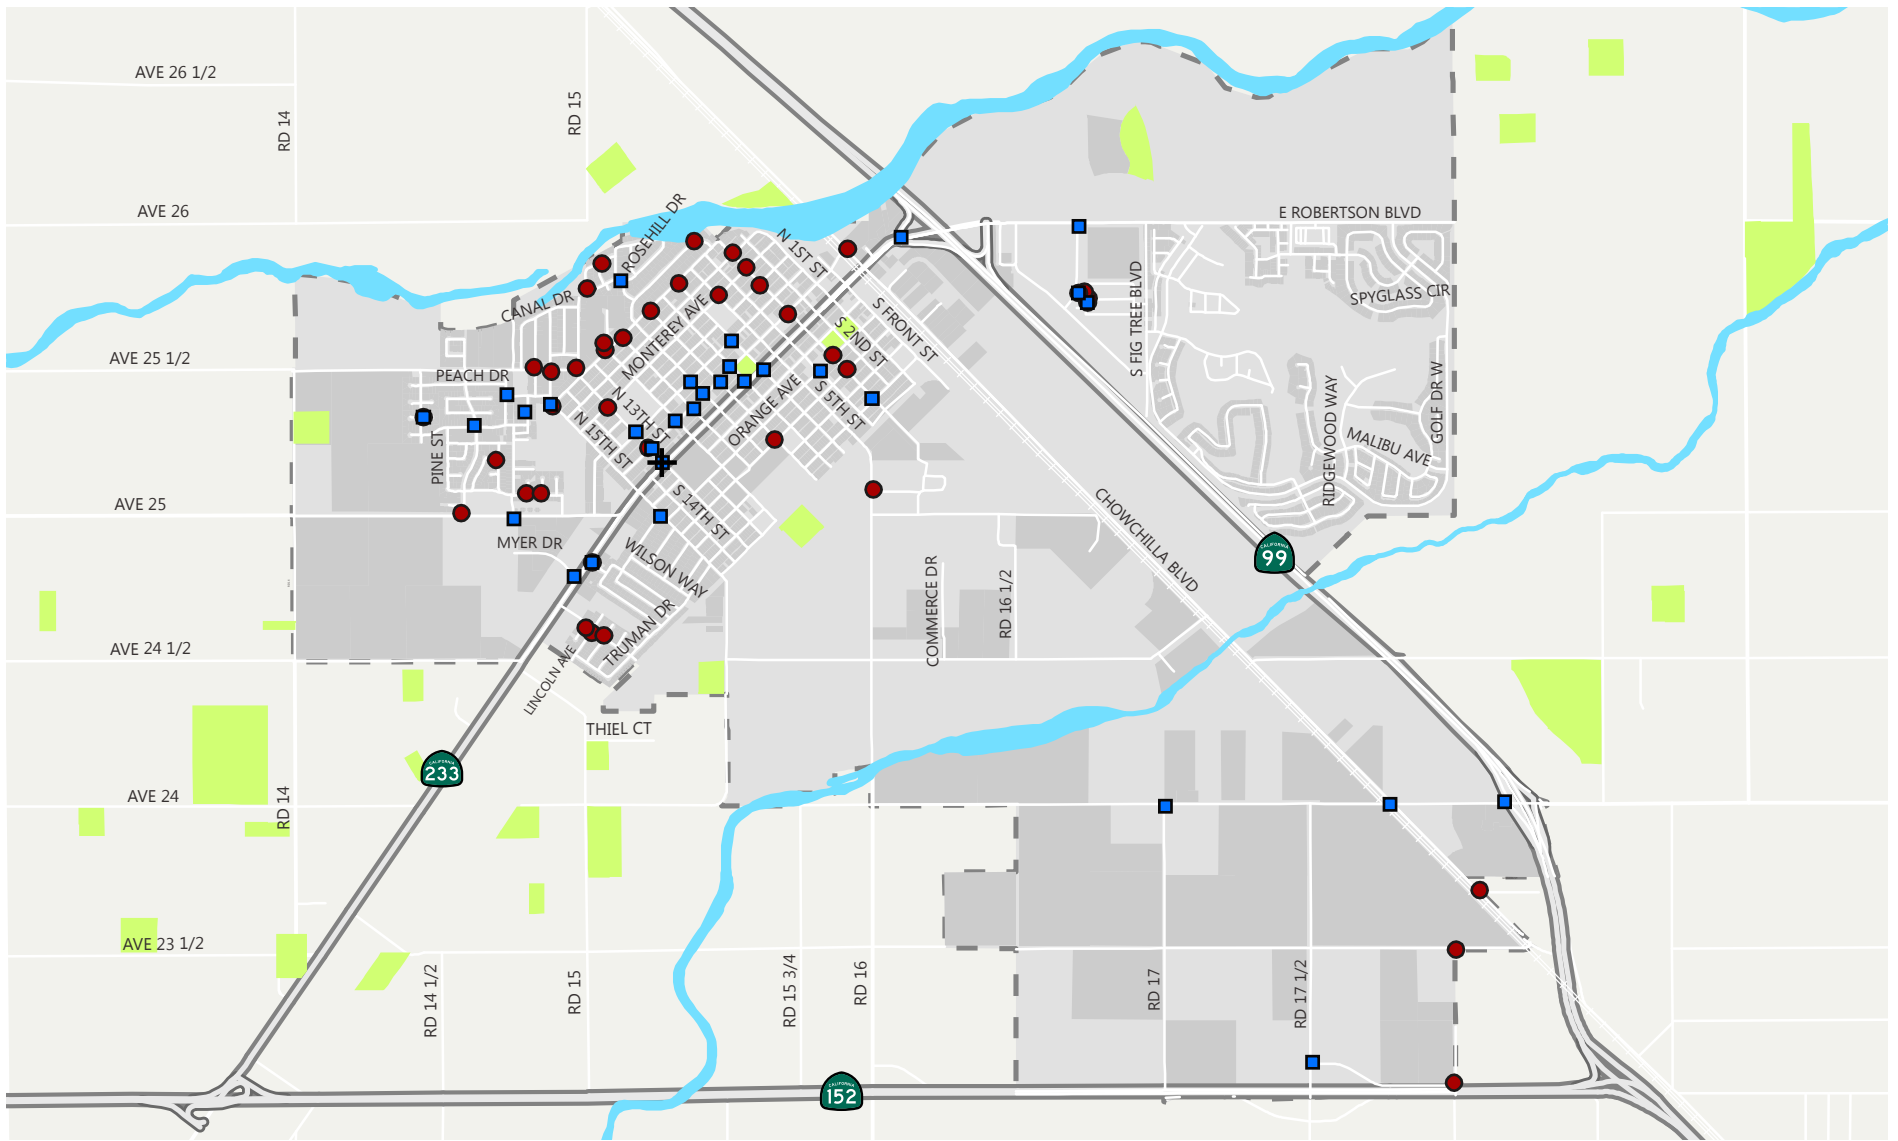 AVE 26 1/2
RD 14
RD 15
AVE 26
ROSEHILL DR
N 1ST ST
E ROBERTSON BLVD
CANAL DR
MONTEREY AVE
S FRONT ST
S FIG TREE BLVD
SPYGLASS CIR
AVE 25 1/2
PEACH DR
S 2ND ST
N 13TH ST
N 15TH ST
ORANGE AVE
S 5TH ST
PINE ST
RIDGEWOOD WAY
MALIBU AVE
GOLF DR W
AVE 25
S 14TH ST
CHOWCHILLA BLVD
MYER DR
WILSON WAY
CALIFORNIA
99
COMMERCE DR
RD 16 1/2
TRUMAN DR
AVE 24 1/2
LINCOLN AVE
THIEL CT
CALIFORNIA
233
AVE 24
RD 14
AVE 23 1/2
RD 14 1/2
RD 15
RD 15 3/4
RD 16
RD 17
RD 17 1/2
CALIFORNIA
152